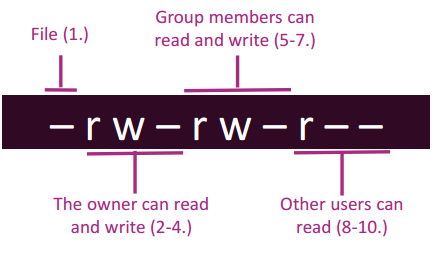 File (1.)
Group members can
read and write (5-7.)
–rw–rw–r––
The owner can read
and write (2-4.)
Other users can
read (8-10.)